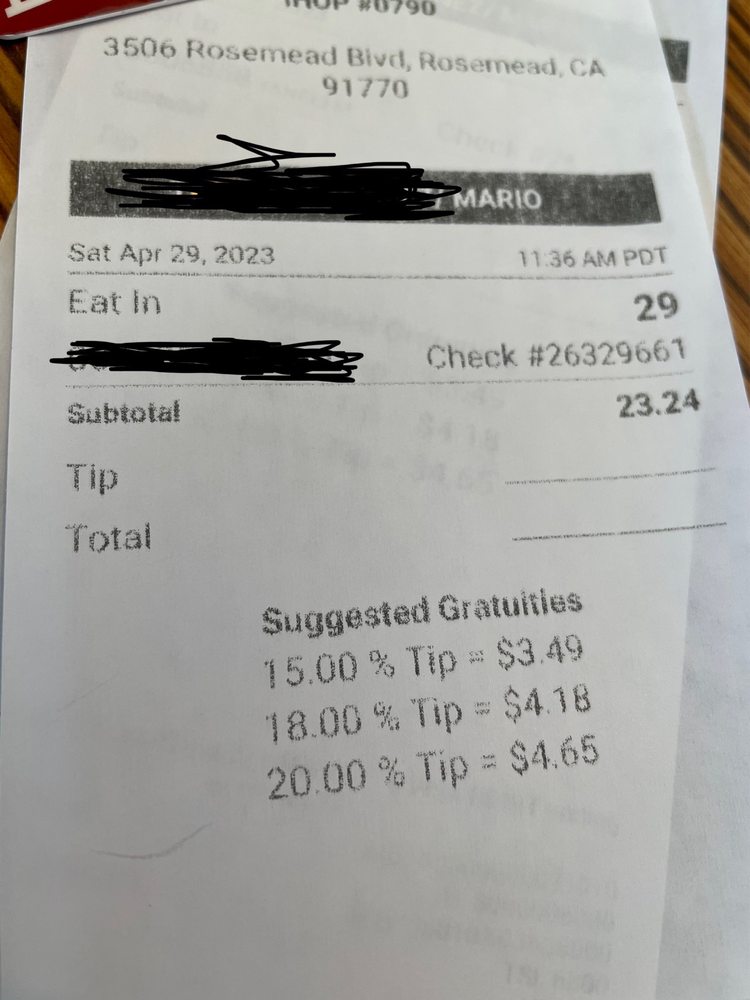 IHOP #0790
3506 Rosemead Blvd, Rosemead, CA
91770
MARIO
Sat Apr 29, 2023 11:36 AM PDT
Eat In 29
Check #26329661
Subtotal 23.24
Tip
Total
Suggested Gratuities
15.00 % Tip = $3.49
18.00 % Tip = $4.18
20.00 % Tip = $4.65